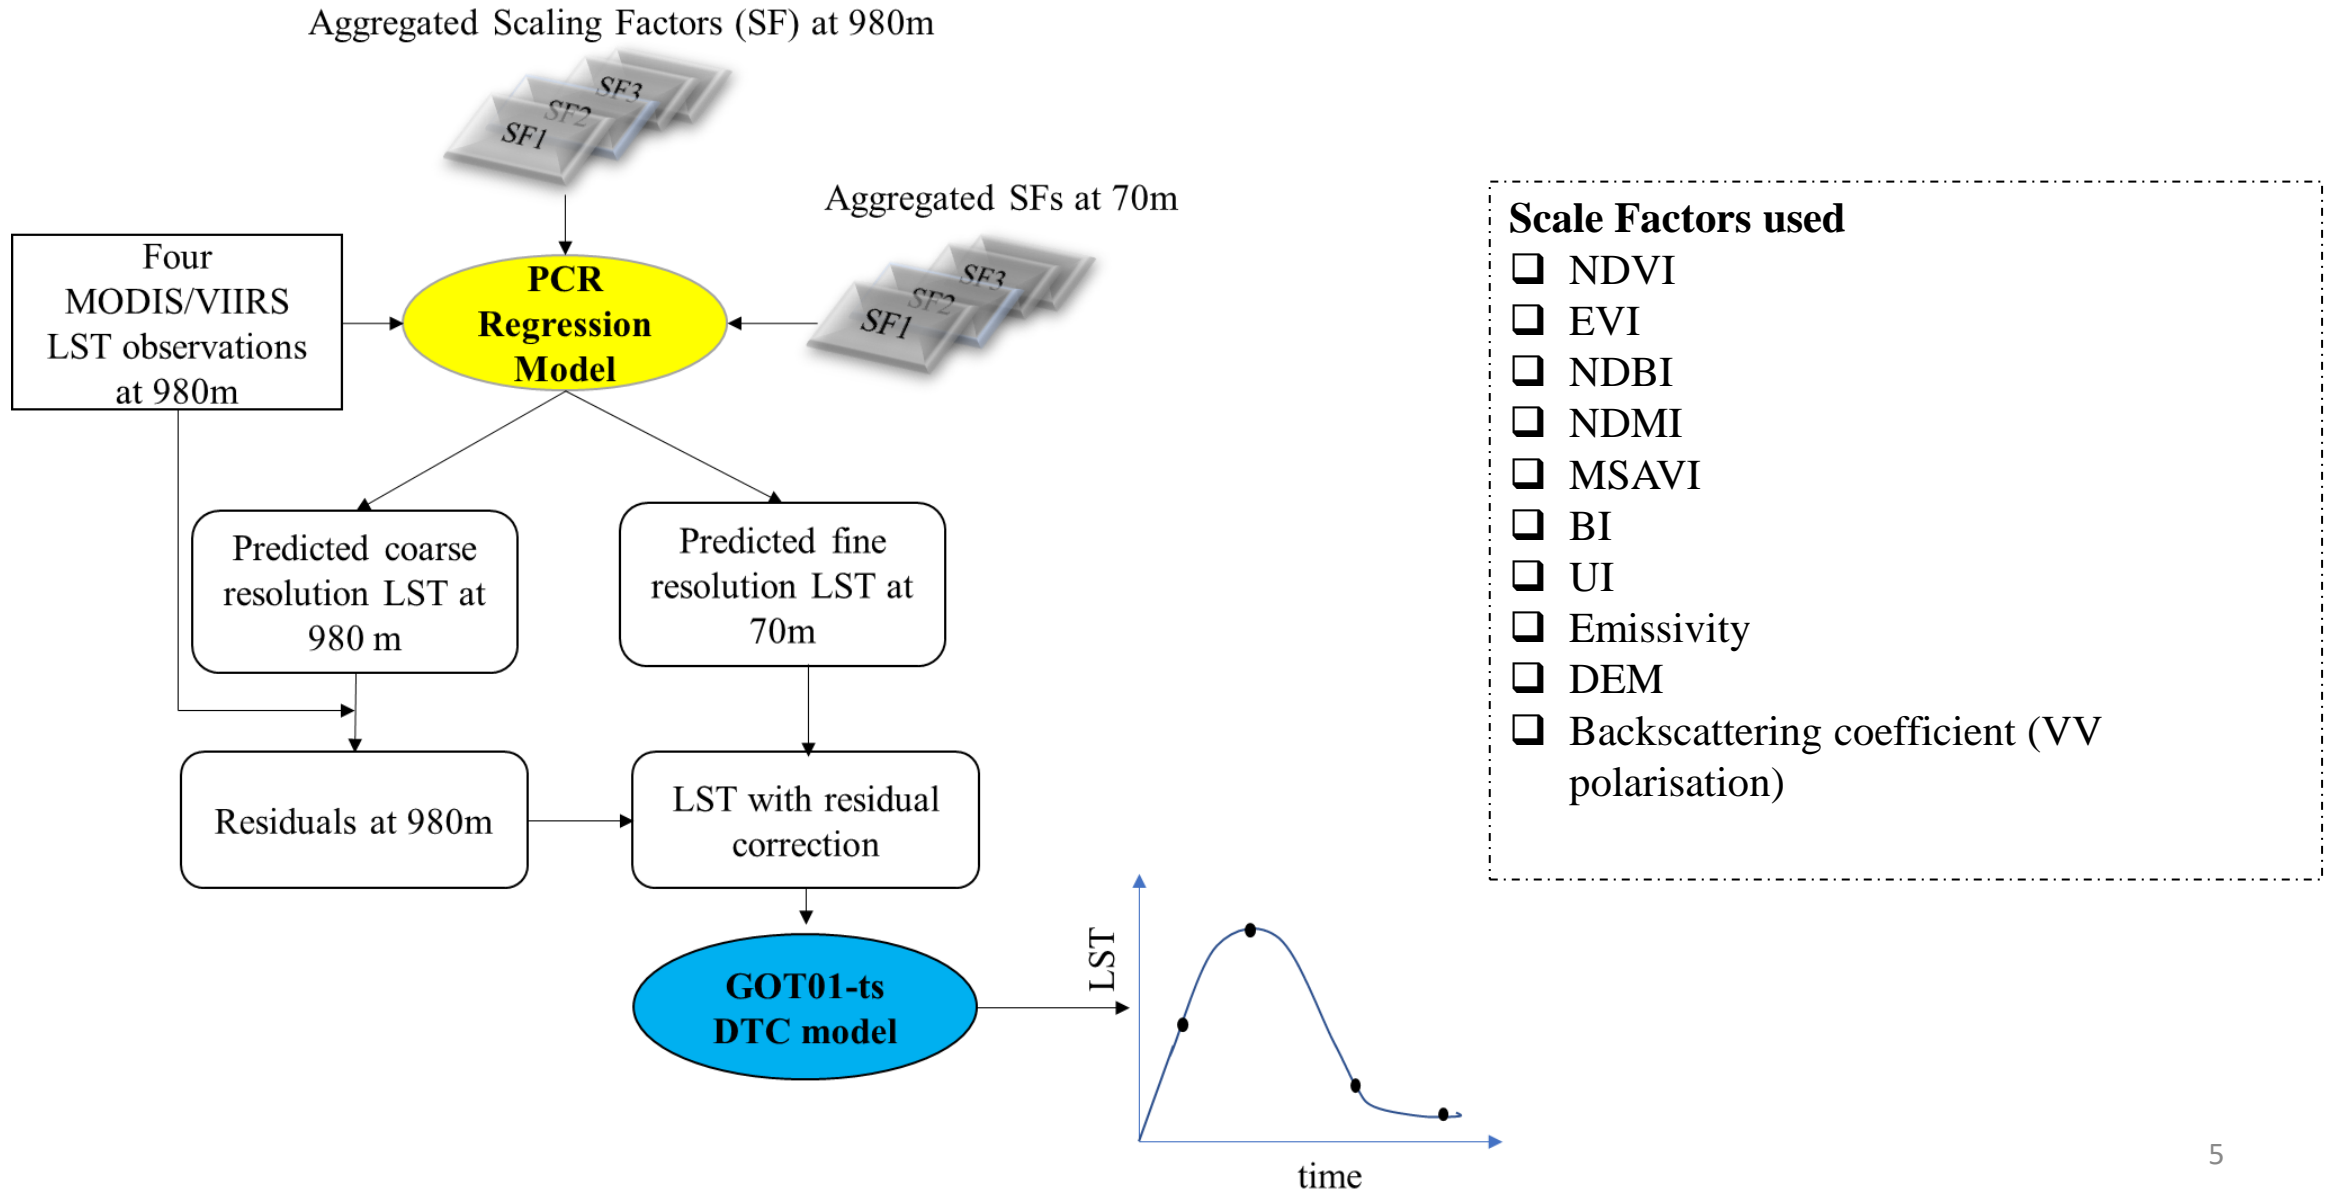 Aggregated Scaling Factors (SF) at 980m
SF3
SF2
SF1
Aggregated SFs at 70m
SF3
SF2
SF1
Four
MODIS/VIIRS
LST observations
at 980m
PCR
Regression
Model
Predicted coarse
resolution LST at
980 m
Predicted fine
resolution LST at
70m
Residuals at 980m
LST with residual
correction
GOT01-ts
DTC model
LST
time
Scale Factors used
NDVI
EVI
NDBI
NDMI
MSAVI
BI
UI
Emissivity
DEM
Backscattering coefficient (VV
polarisation)
5